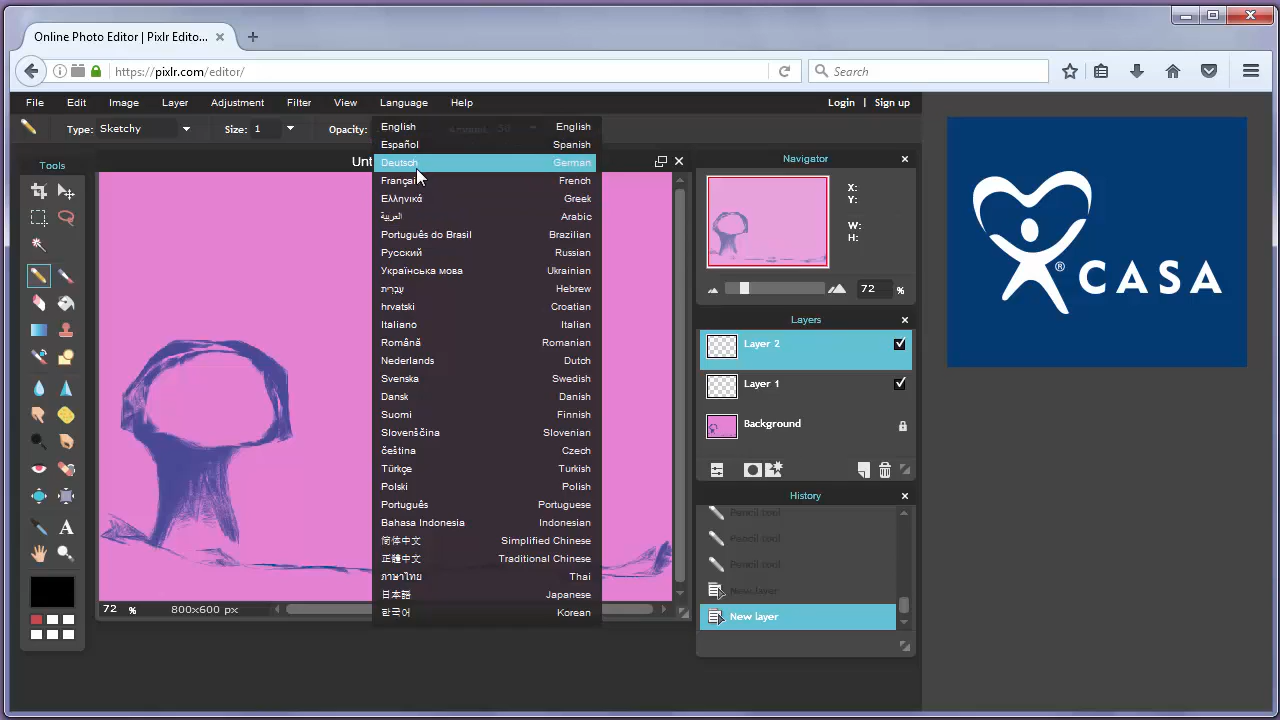 Online Photo Editor | Pixlr Edito...
https://pixlr.com/editor/
Search
File Edit Image Layer Adjustment Filter View Language Help Login | Sign up
Type: Sketchy Size: 1 Opacity:
Tools
Unt
English English
Español Spanish
Deutsch German
Françai French
Ελληνικά Greek
العربية Arabic
Português do Brasil Brazilian
Русский Russian
Українська мова Ukrainian
עברית Hebrew
hrvatski Croatian
Italiano Italian
Română Romanian
Nederlands Dutch
Svenska Swedish
Dansk Danish
Suomi Finnish
Slovenščina Slovenian
čeština Czech
Türkçe Turkish
Polski Polish
Português Portuguese
Bahasa Indonesia Indonesian
简体中文 Simplified Chinese
正體中文 Traditional Chinese
ภาษาไทย Thai
日本語 Japanese
한국어 Korean
72 % 800x600 px
Navigator
X:
Y:
W:
H:
72 %
Layers
Layer 2
Layer 1
Background
History
Pencil tool
Pencil tool
Pencil tool
New layer
New layer
® CASA